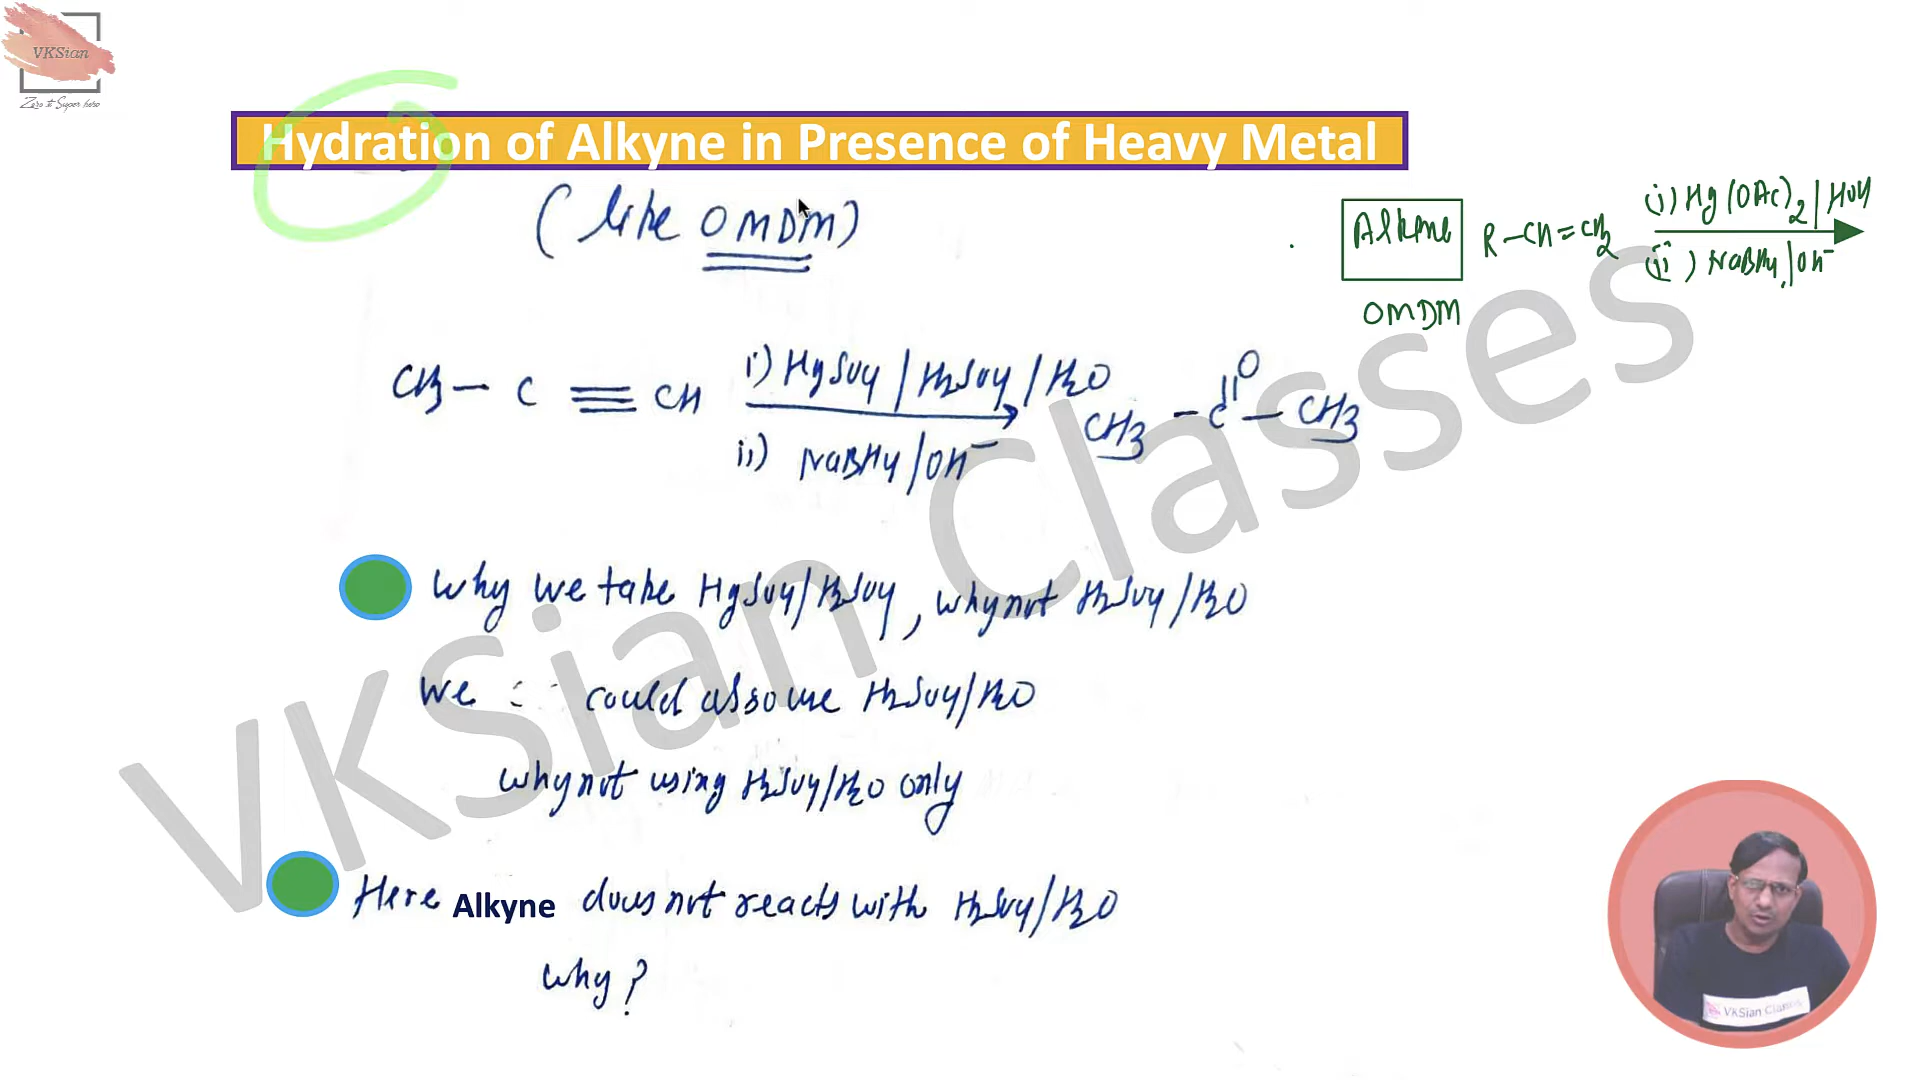 VKSian
Zero to Super hero
Hydration of Alkyne in Presence of Heavy Metal
(like OMDM)
Alkene R-CH=CH2 (i) Hg(OAc)2 | HOH
(ii) NaBH4/OH-
OMDM
CH3-C≡CH i) HgSO4 / H2SO4 / H2O
ii) NaBH4/OH-
O
CH3-C-CH3
Why we take HgSO4/H2SO4, why not H2SO4/H2O
We could assume H2SO4/H2O
why not using H2SO4/H2O only
Here Alkyne does not reacts with H2SO4/H2O
why?
VKSian Classes
VKSian Classes